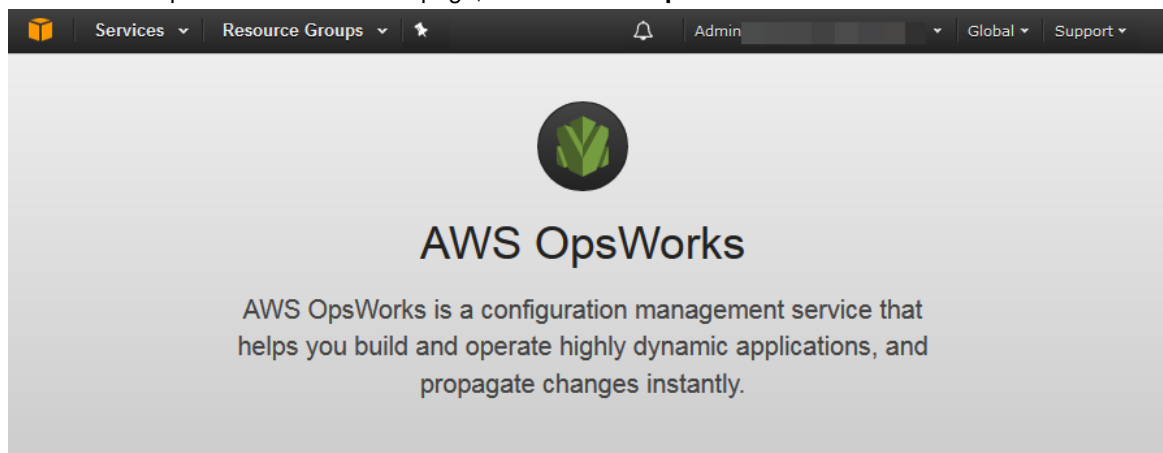 page,
Services Resource Groups Admin Global Support
AWS OpsWorks
AWS OpsWorks is a configuration management service that
helps you build and operate highly dynamic applications, and
propagate changes instantly.